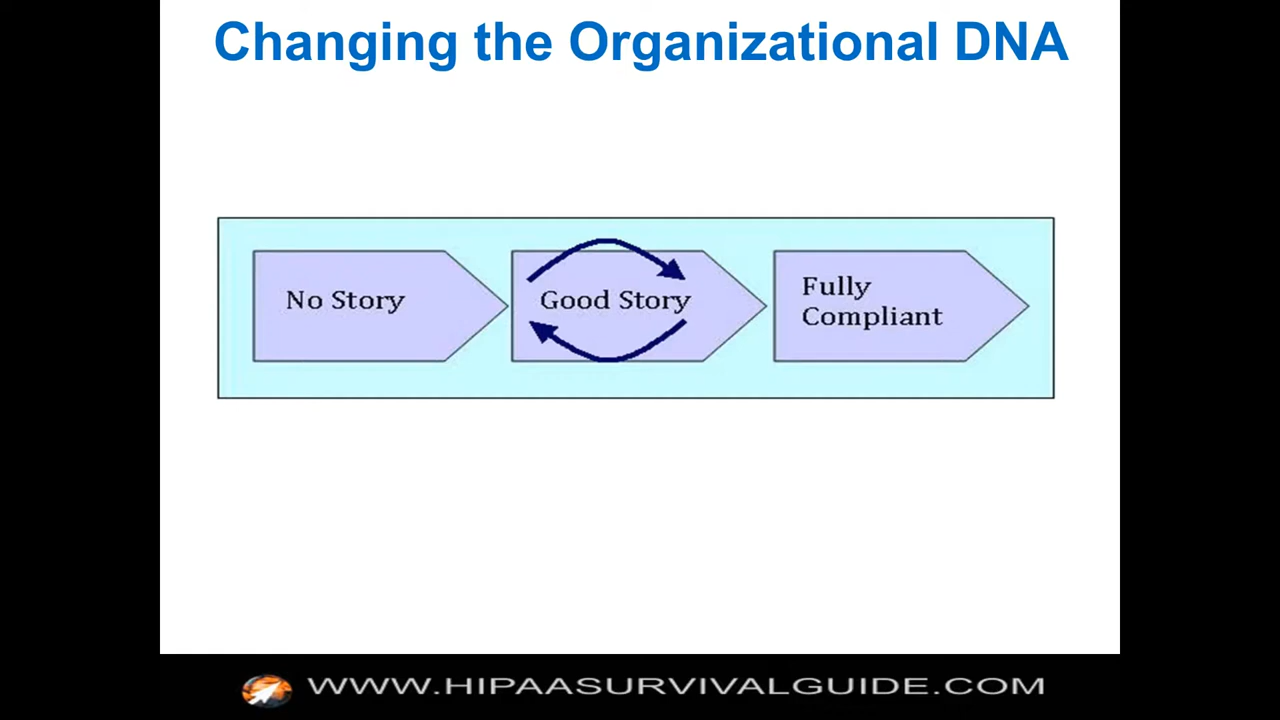 Changing the Organizational DNA
No Story
Good Story
Fully
Compliant
WWW.HIPAASURVIVALGUIDE.COM